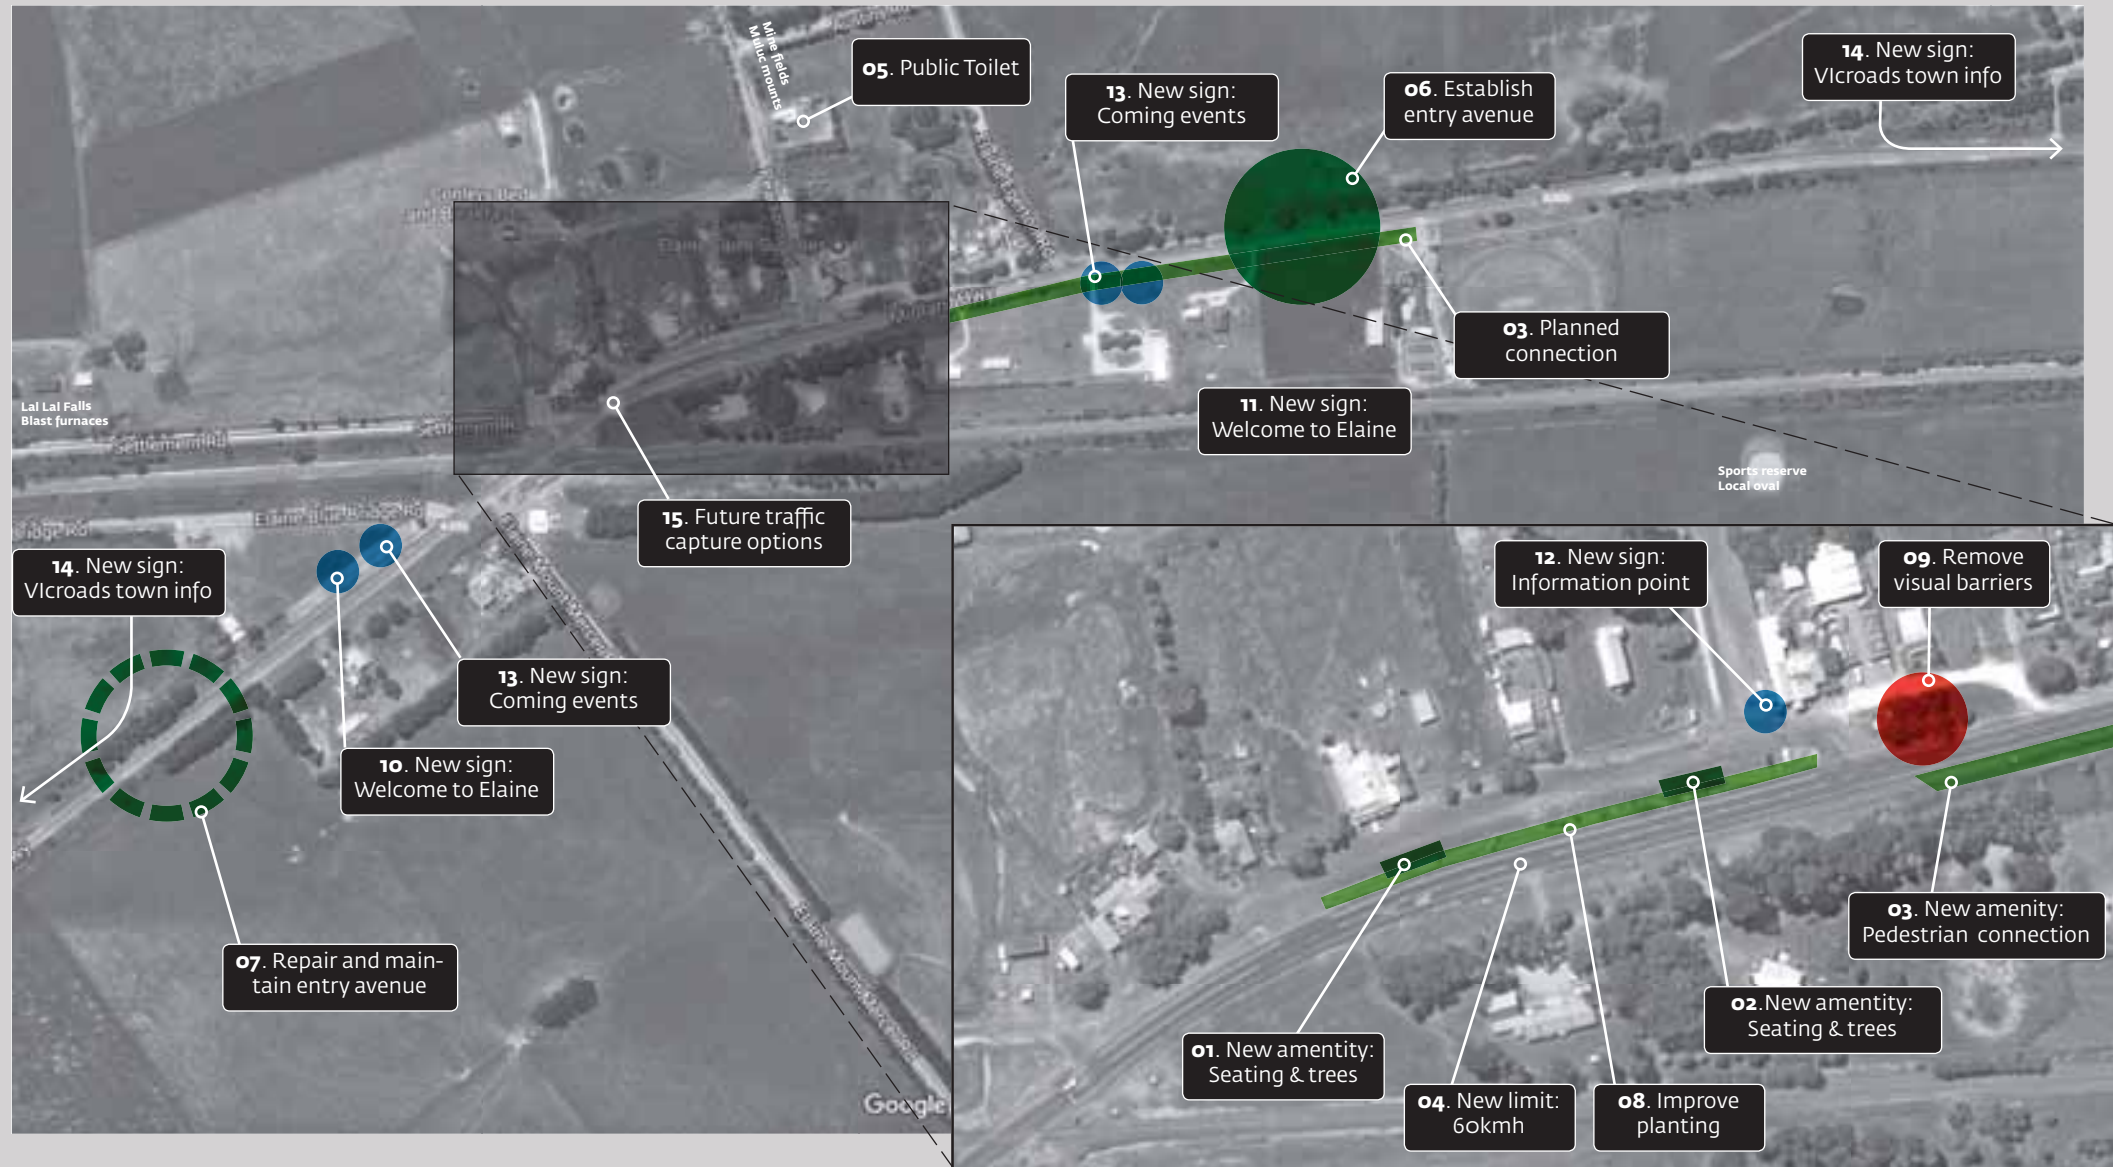 Mine fields
Muluc mounts
05. Public Toilet
13. New sign:
Coming events
06. Establish
entry avenue
14. New sign:
VIcroads town info
03. Planned
connection
11. New sign:
Welcome to Elaine
Lal Lal Falls
Blast furnaces
Sports reserve
Local oval
15. Future traffic
capture options
14. New sign:
VIcroads town info
13. New sign:
Coming events
10. New sign:
Welcome to Elaine
07. Repair and main-
tain entry avenue
12. New sign:
Information point
09. Remove
visual barriers
03. New amenity:
Pedestrian connection
02.New amentity:
Seating & trees
01. New amentity:
Seating & trees
04. New limit:
60kmh
08. Improve
planting
Google